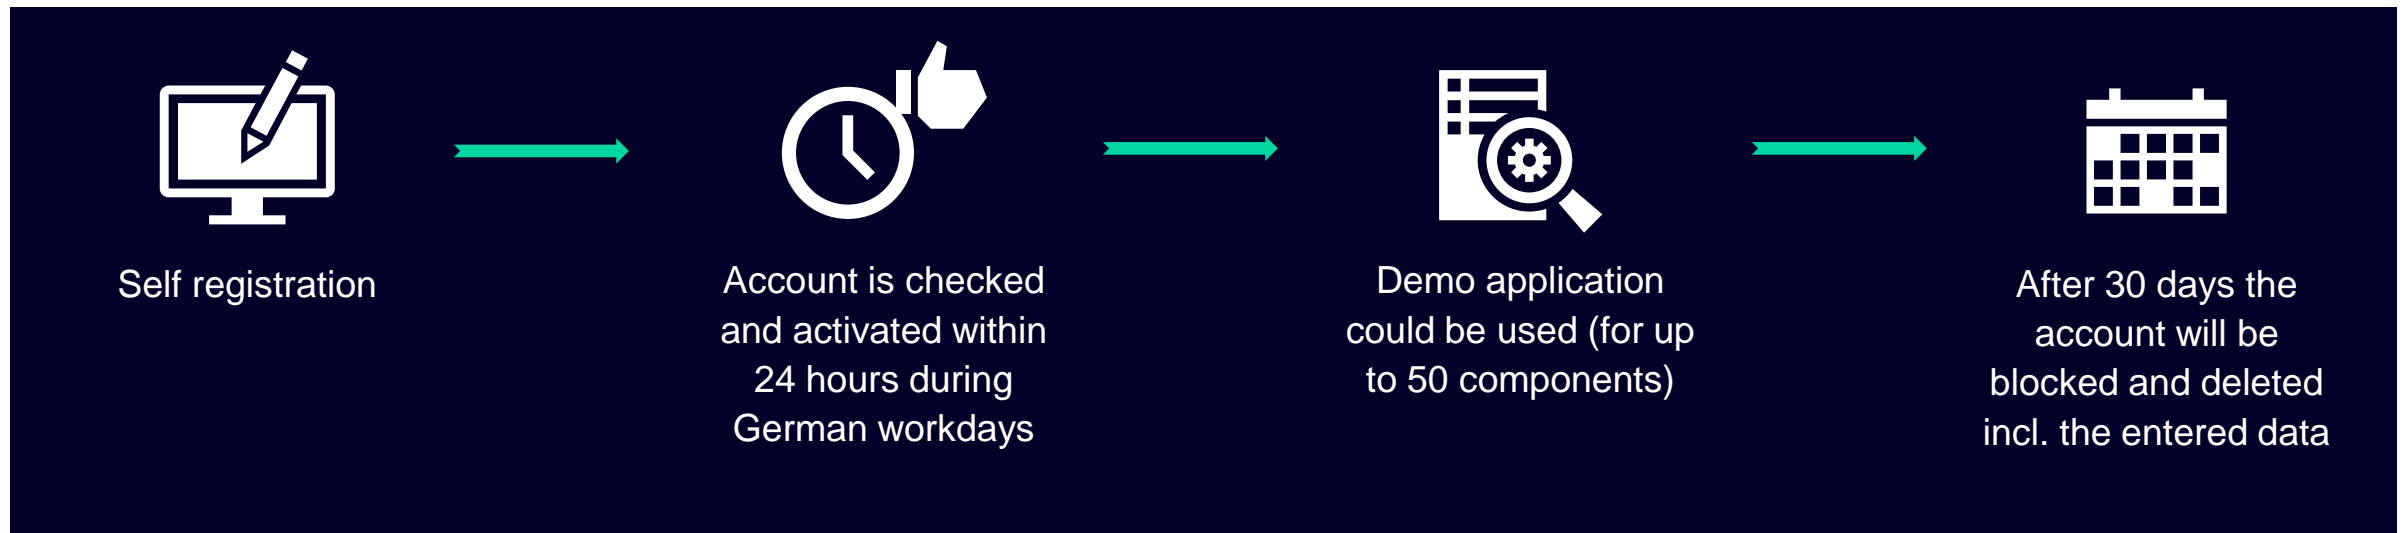 Self registration
Account is checked
and activated within
24 hours during
German workdays
Demo application
could be used (for up
to 50 components)
After 30 days the
account will be
blocked and deleted
incl. the entered data